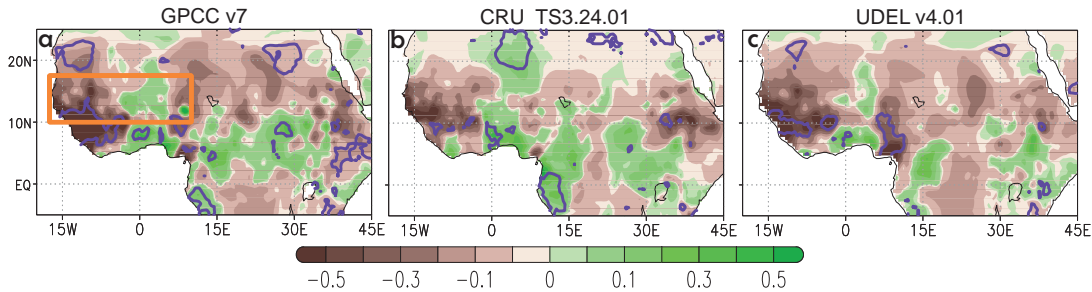 GPCC v7 CRU TS3.24.01 UDEL v4.01
a b c
20N
10N
EQ
15W 0 15E 30E 45E 15W 0 15E 30E 45E 15W 0 15E 30E 45E
−0.5 −0.3 −0.1 0 0.1 0.3 0.5